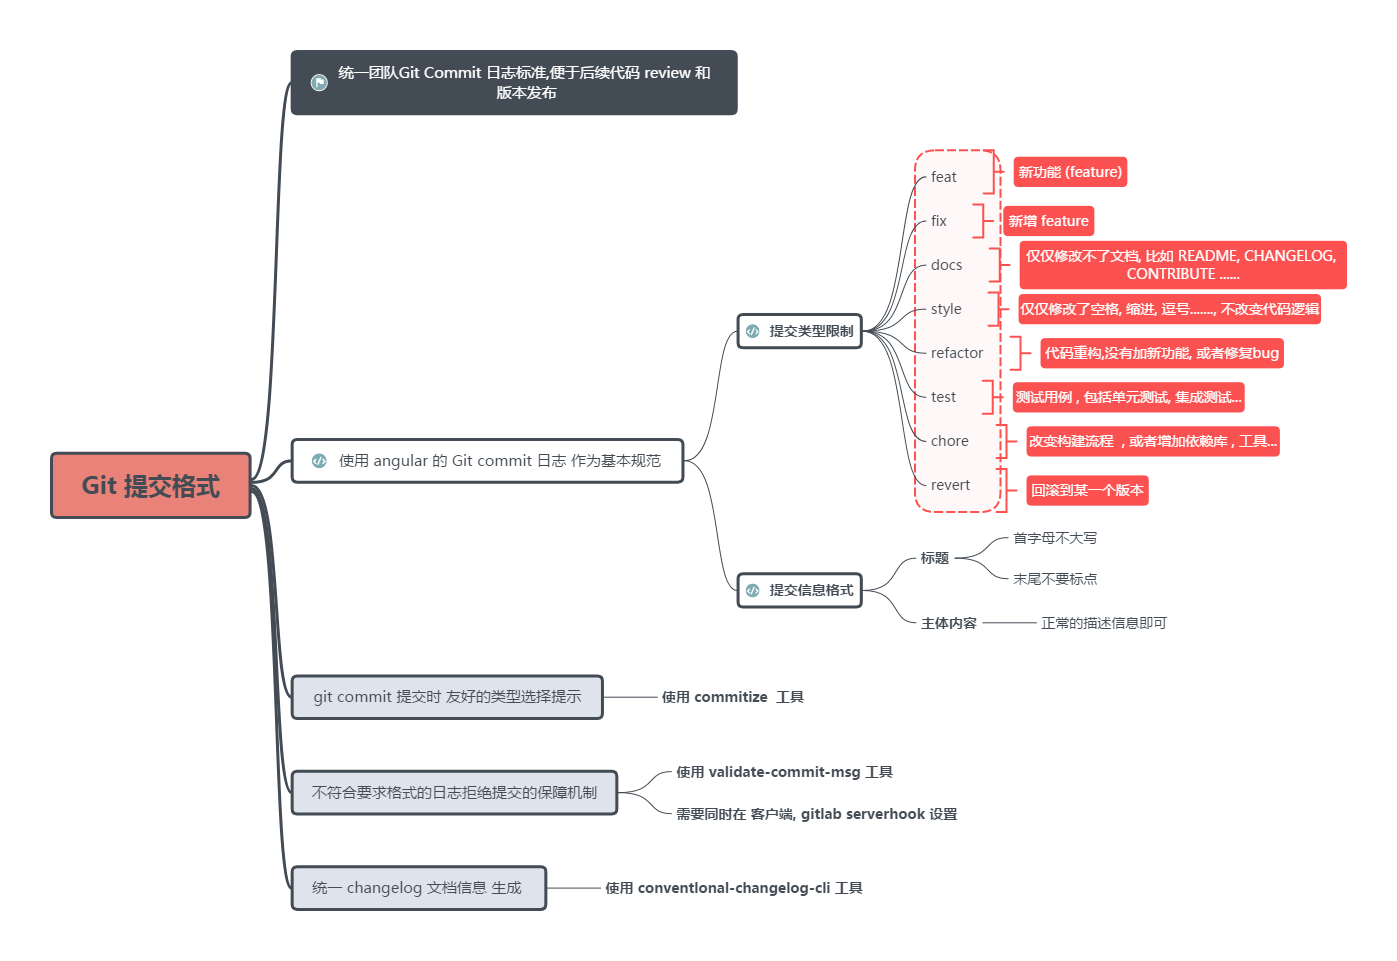 统一团队Git Commit 日志标准,便于后续代码 review 和
版本发布
feat
新功能 (feature)
fix
新增 feature
docs
仅仅修改不了文档, 比如 README, CHANGELOG,
CONTRIBUTE ......
style
仅仅修改了空格, 缩进, 逗号......., 不改变代码逻辑
提交类型限制
refactor
代码重构,没有加新功能, 或者修复bug
test
测试用例 , 包括单元测试, 集成测试...
chore
改变构建流程 , 或者增加依赖库 , 工具...
使用 angular 的 Git commit 日志 作为基本规范
Git 提交格式
revert
回滚到某一个版本
提交信息格式
标题
首字母不大写
末尾不要标点
主体内容
正常的描述信息即可
git commit 提交时 友好的类型选择提示
使用 commitize 工具
不符合要求格式的日志拒绝提交的保障机制
使用 validate-commit-msg 工具
需要同时在 客户端, gitlab serverhook 设置
统一 changelog 文档信息 生成
使用 conventlonal-changelog-cli 工具